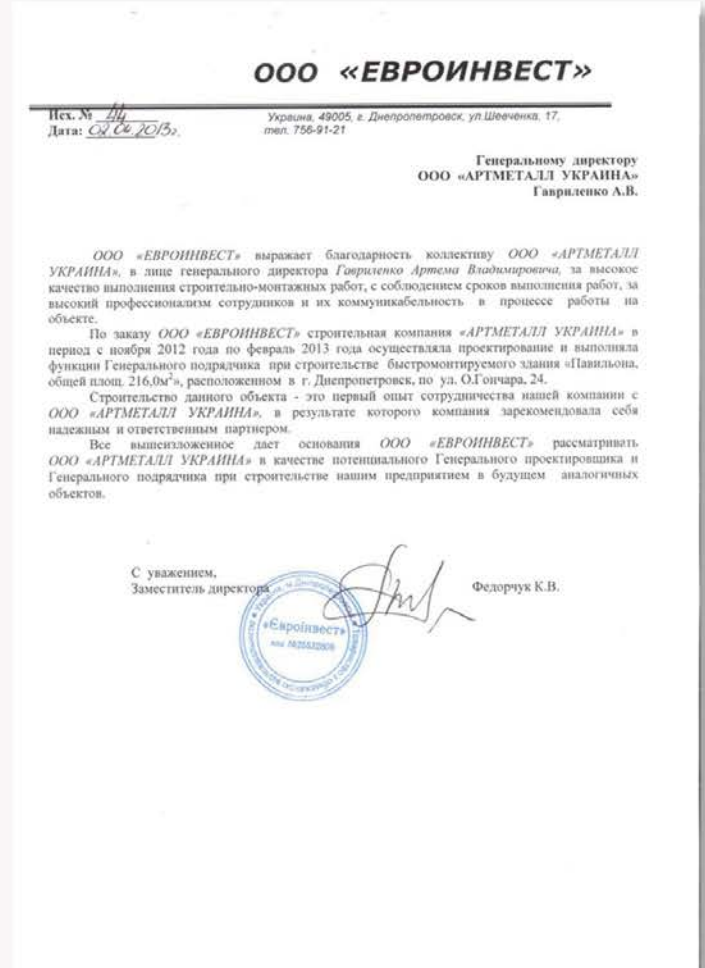 ООО «ЕВРОИНВЕСТ»
Исх. № 44
Дата: 02.04.2013г.
Украина, 49005, г. Днепропетровск, ул.Шевченка, 17,
тел. 756-91-21
Генеральному директору
ООО «АРТМЕТАЛЛ УКРАИНА»
Гавриленко А.В.
ООО «ЕВРОИНВЕСТ» выражает благодарность коллективу ООО «АРТМЕТАЛЛ
УКРАИНА», в лице генерального директора Гавриленко Артема Владимировича, за высокое
качество выполнения строительно-монтажных работ, с соблюдением сроков выполнения работ, за
высокий профессионализм сотрудников и их коммуникабельность в процессе работы на
объекте.
По заказу ООО «ЕВРОИНВЕСТ» строительная компания «АРТМЕТАЛЛ УКРАИНА» в
период с ноября 2012 года по февраль 2013 года осуществляла проектирование и выполняла
функции Генерального подрядчика при строительстве быстромонтируемого здания «Павильона,
общей площ. 216,0м²», расположенном в г. Днепропетровск, по ул. О.Гончара, 24.
Строительство данного объекта - это первый опыт сотрудничества нашей компании с
ООО «АРТМЕТАЛЛ УКРАИНА», в результате которого компания зарекомендовала себя
надежным и ответственным партнером.
Все вышеизложенное дает основания ООО «ЕВРОИНВЕСТ» рассматривать
ООО «АРТМЕТАЛЛ УКРАИНА» в качестве потенциального Генерального проектировщика и
Генерального подрядчика при строительстве нашим предприятием в будущем аналогичных
объектов.
С уважением,
Заместитель директора
Федорчук К.В.
«Євроінвест»